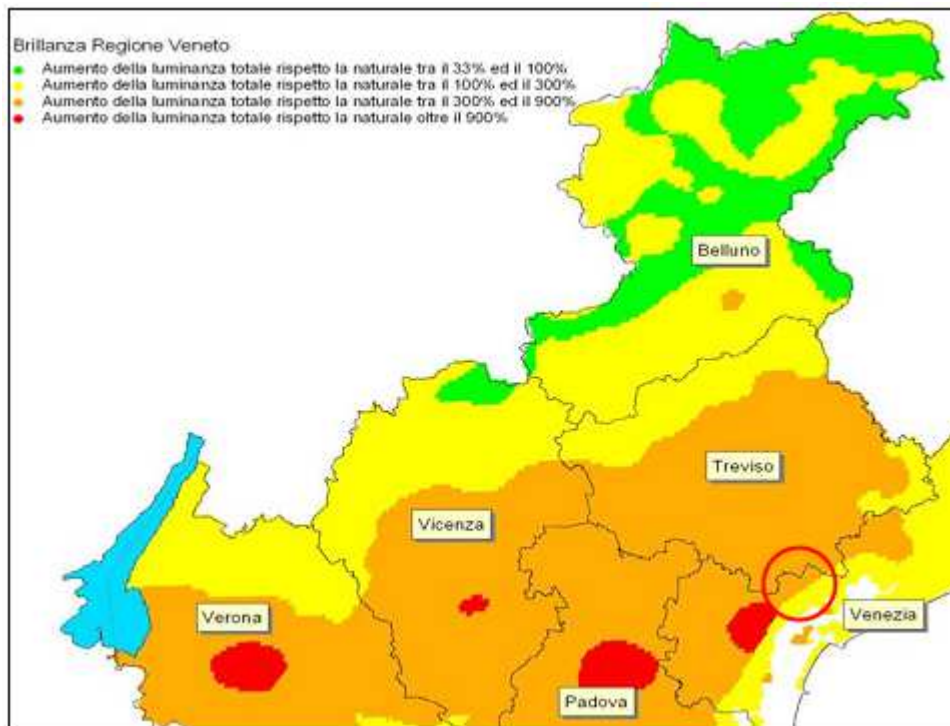 Brillanza Regione Veneto
Aumento della luminanza totale rispetto la naturale tra il 33% ed il 100%
Aumento della luminanza totale rispetto la naturale tra il 100% ed il 300%
Aumento della luminanza totale rispetto la naturale tra il 300% ed il 900%
Aumento della luminanza totale rispetto la naturale oltre il 900%
Belluno
Treviso
Vicenza
Verona
Venezia
Padova